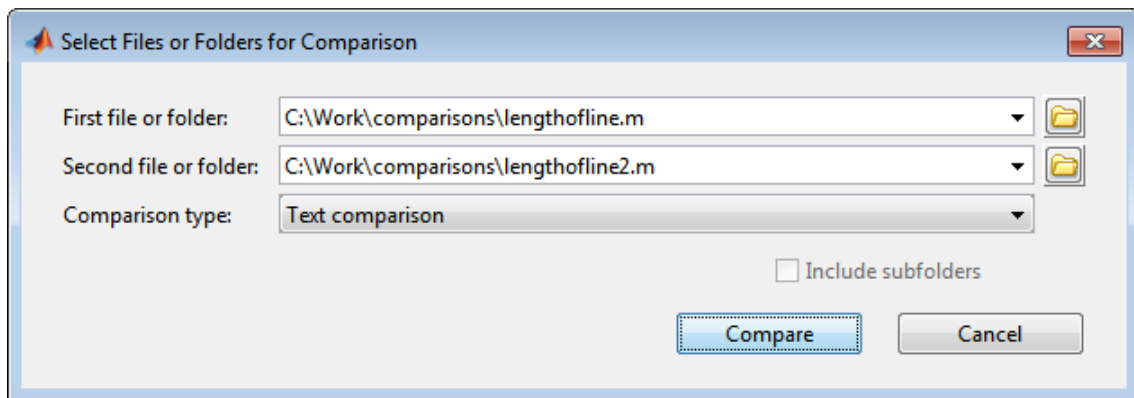 Select Files or Folders for Comparison
First file or folder: C:\Work\comparisons\lengthofline.m
Second file or folder: C:\Work\comparisons\lengthofline2.m
Comparison type: Text comparison
Include subfolders
Compare Cancel